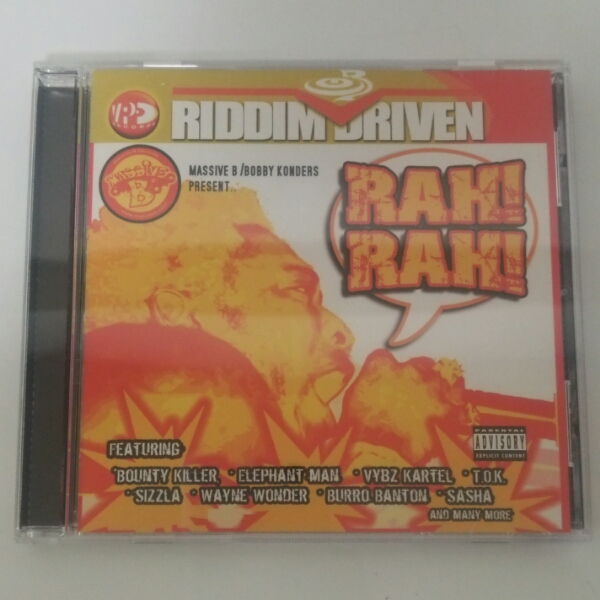 VP
RECORDS
RIDDIM DRIVEN
MASSIVE B
MASSIVE B /BOBBY KONDERS
PRESENT...
RAH!
RAH!
FEATURING
*BOUNTY KILLER * ELEPHANT MAN * VYBZ KARTEL * T.O.K.
* SIZZLA * WAYNE WONDER * BURRO BANTON * SASHA
AND MANY MORE
PARENTAL
ADVISORY
EXPLICIT CONTENT